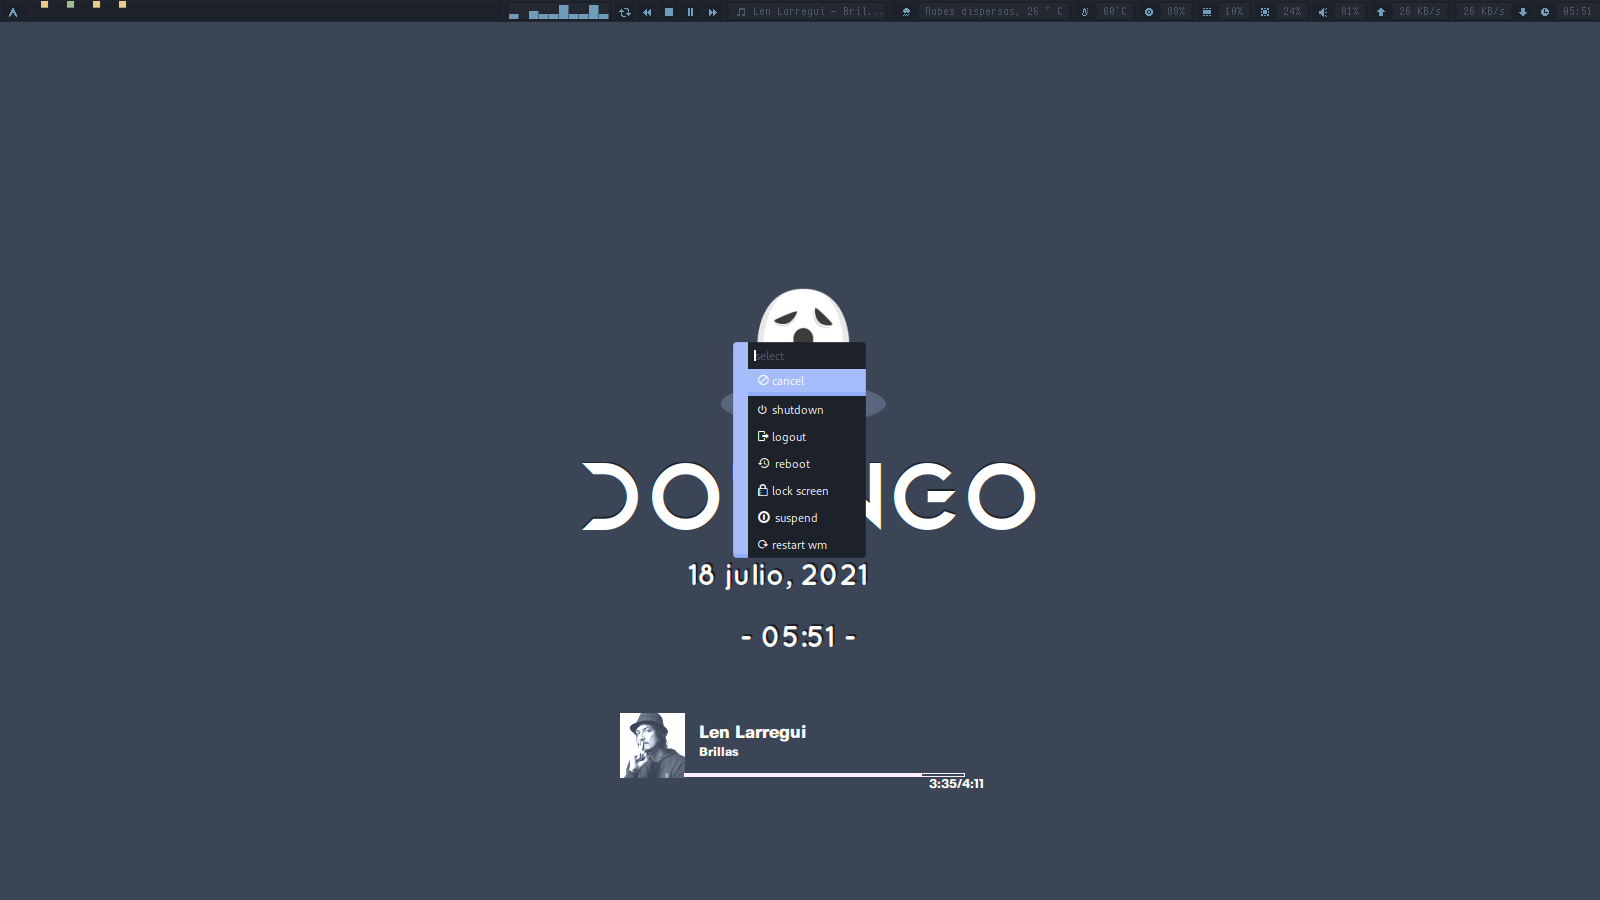 Len Larregui - Bril... Nubes dispersas, 26 ° C 60°C 88% 10% 24% 81% 26 KB/s 26 KB/s 05:51
select
cancel
shutdown
logout
reboot
lock screen
suspend
restart wm
DO NGO
18 julio, 2021
- 05:51 -
Len Larregui
Brillas
3:35/4:11